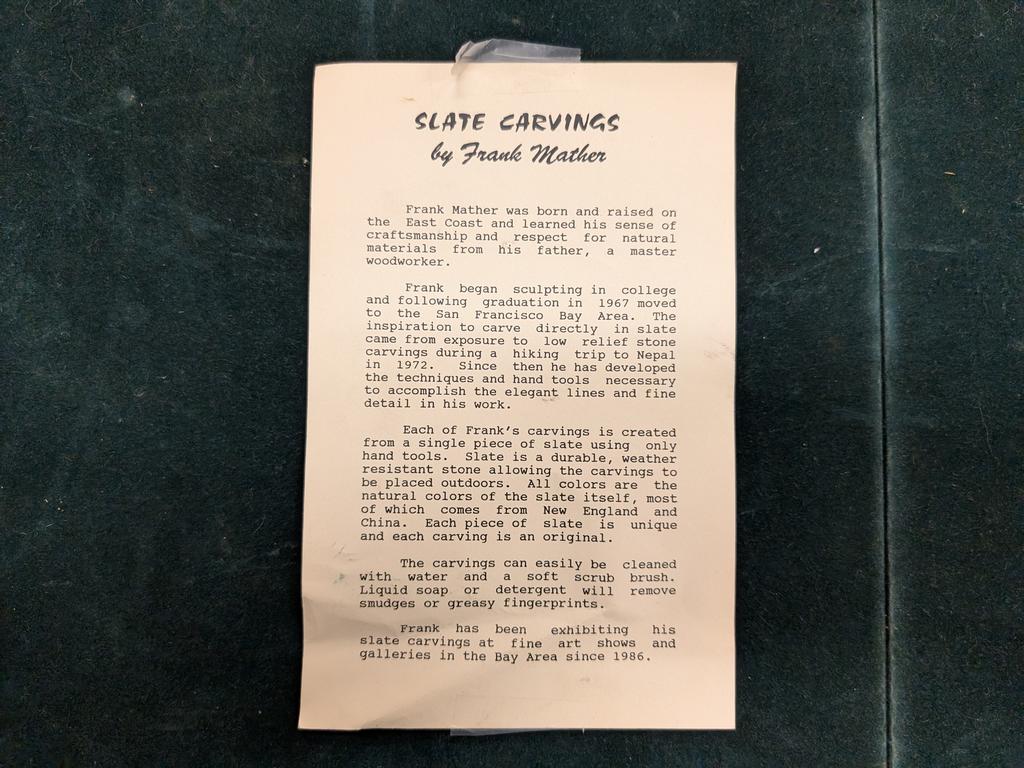 SLATE CARVINGS
by Frank Mather
Frank Mather was born and raised on
the East Coast and learned his sense of
craftsmanship and respect for natural
materials from his father, a master
woodworker.
Frank began sculpting in college
and following graduation in 1967 moved
to the San Francisco Bay Area. The
inspiration to carve directly in slate
came from exposure to low relief stone
carvings during a hiking trip to Nepal
in 1972. Since then he has developed
the techniques and hand tools necessary
to accomplish the elegant lines and fine
detail in his work.
Each of Frank's carvings is created
from a single piece of slate using only
hand tools. Slate is a durable, weather
resistant stone allowing the carvings to
be placed outdoors. All colors are the
natural colors of the slate itself, most
of which comes from New England and
China. Each piece of slate is unique
and each carving is an original.
The carvings can easily be cleaned
with water and a soft scrub brush.
Liquid soap or detergent will remove
smudges or greasy fingerprints.
Frank has been exhibiting his
slate carvings at fine art shows and
galleries in the Bay Area since 1986.